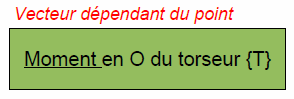 Vecteur dépendant du point
Moment en O du torseur {T}